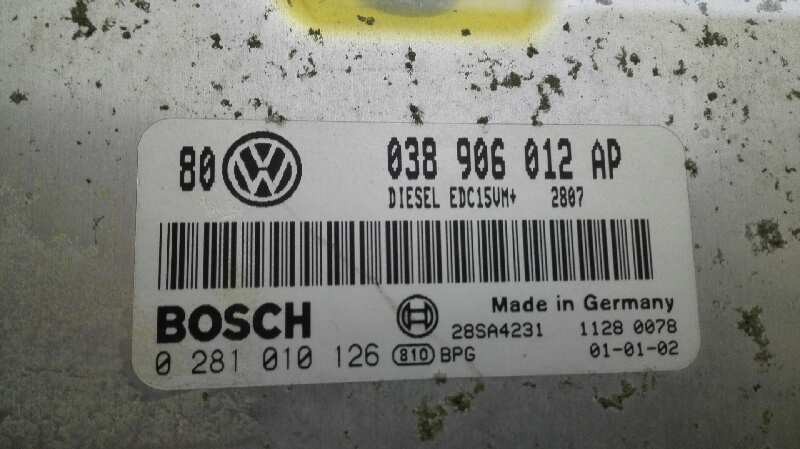 80 VW 038 906 012 AP
DIESEL EDC15VM+ 2807
BOSCH Made in Germany
28SA4231 1128 0078
0 281 010 126 810 BPG 01-01-02